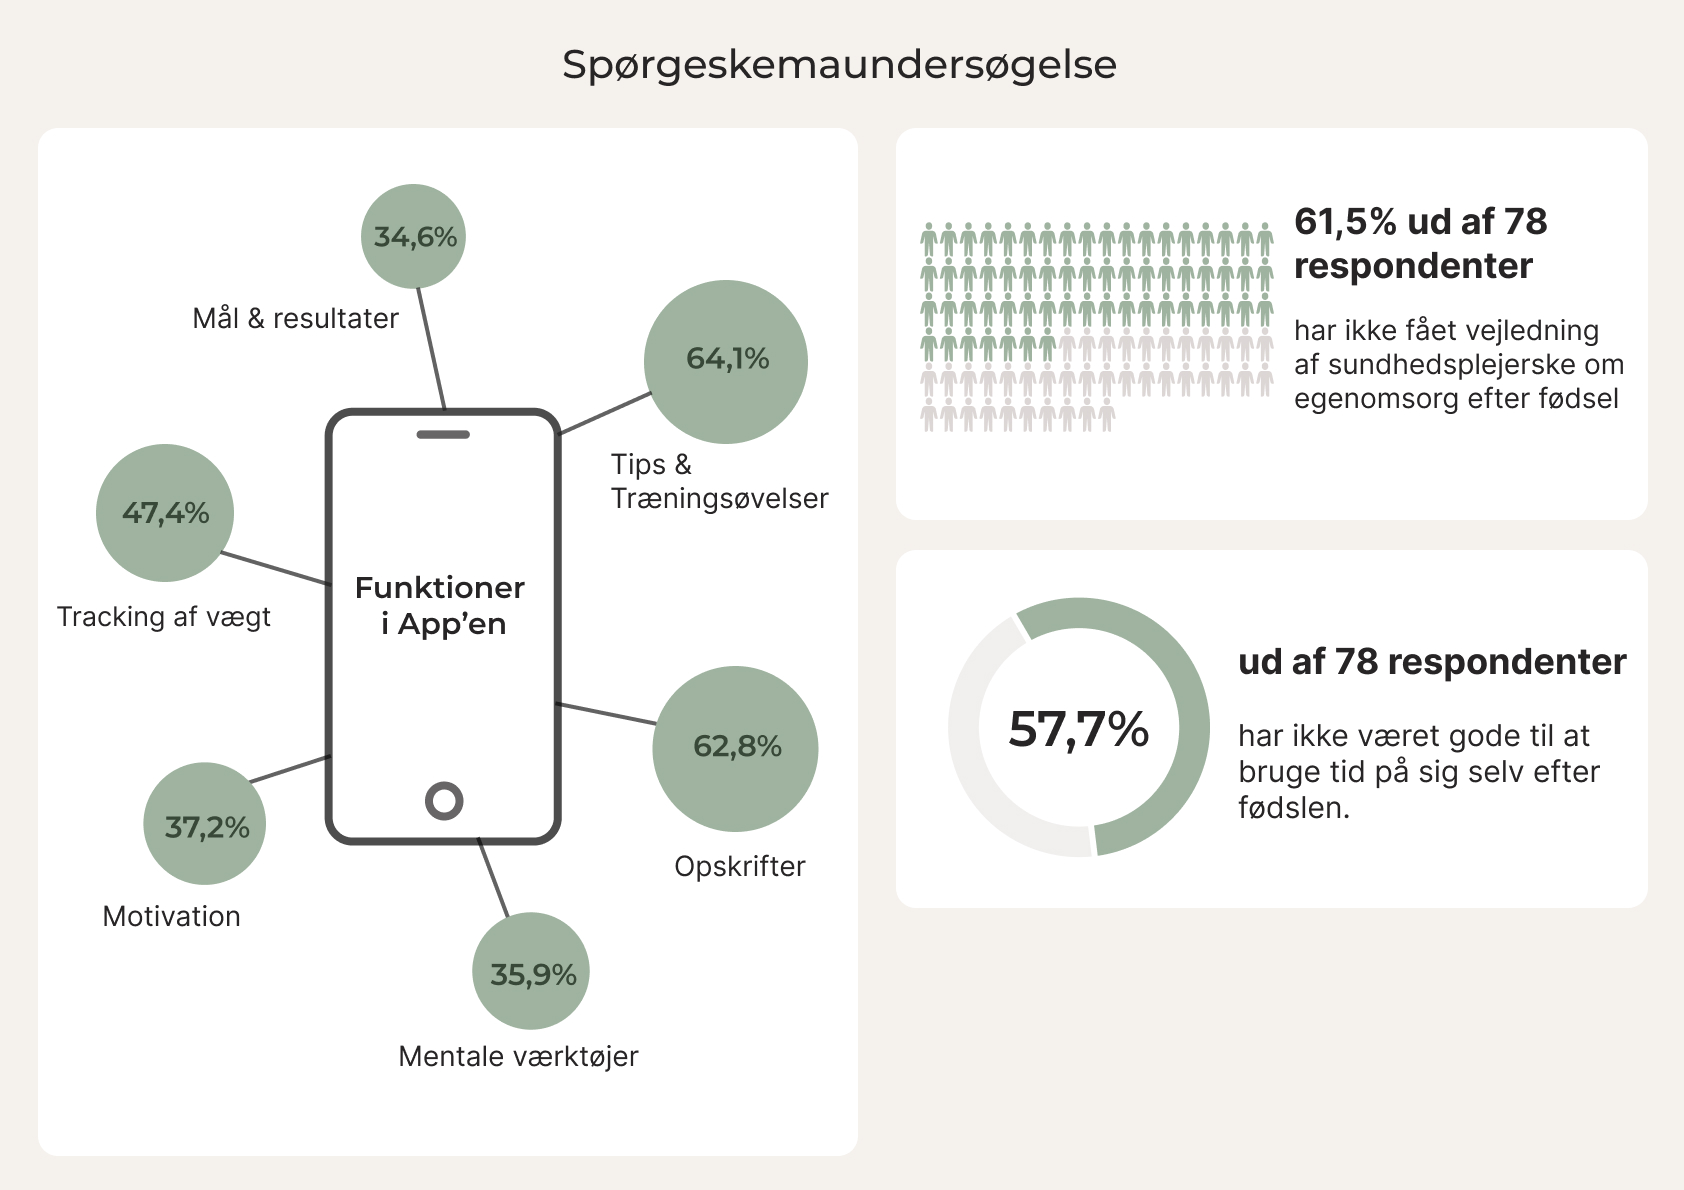 Spørgeskemaundersøgelse
34,6%
Mål & resultater
64,1%
Tips &
Træningsøvelser
47,4%
Tracking af vægt
Funktioner
i App’en
62,8%
Opskrifter
37,2%
Motivation
35,9%
Mentale værktøjer
61,5% ud af 78
respondenter
har ikke fået vejledning
af sundhedsplejerske om
egenomsorg efter fødsel
57,7%
ud af 78 respondenter
har ikke været gode til at
bruge tid på sig selv efter
fødslen.